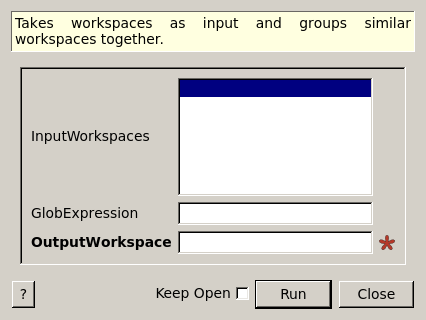 Takes workspaces as input and groups similar
workspaces together.
InputWorkspaces
GlobExpression
OutputWorkspace *
? Keep Open Run Close